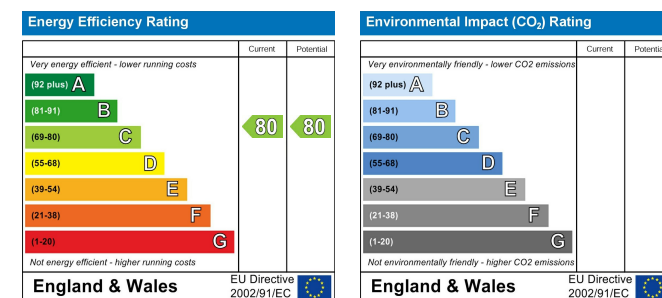 Energy Efficiency Rating
Current Potential
Very energy efficient - lower running costs
(92 plus) A
(81-91) B
(69-80) C
(55-68) D
(39-54) E
(21-38) F
(1-20) G
80 80
Not energy efficient - higher running costs
England & Wales
EU Directive
2002/91/EC
Environmental Impact (CO₂) Rating
Current Potentia
Very environmentally friendly - lower CO2 emissions
(92 plus) A
(81-91) B
(69-80) C
(55-68) D
(39-54) E
(21-38) F
(1-20) G
Not environmentally friendly - higher CO2 emissions
England & Wales
EU Directive
2002/91/EC